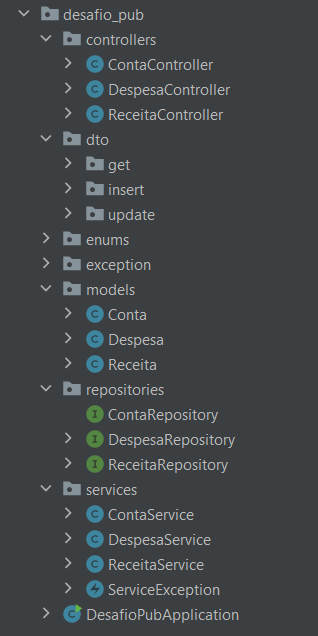 desafio_pub
controllers
ContaController
DespesaController
ReceitaController
dto
get
insert
update
enums
exception
models
Conta
Despesa
Receita
repositories
ContaRepository
DespesaRepository
ReceitaRepository
services
ContaService
DespesaService
ReceitaService
ServiceException
DesafioPubApplication